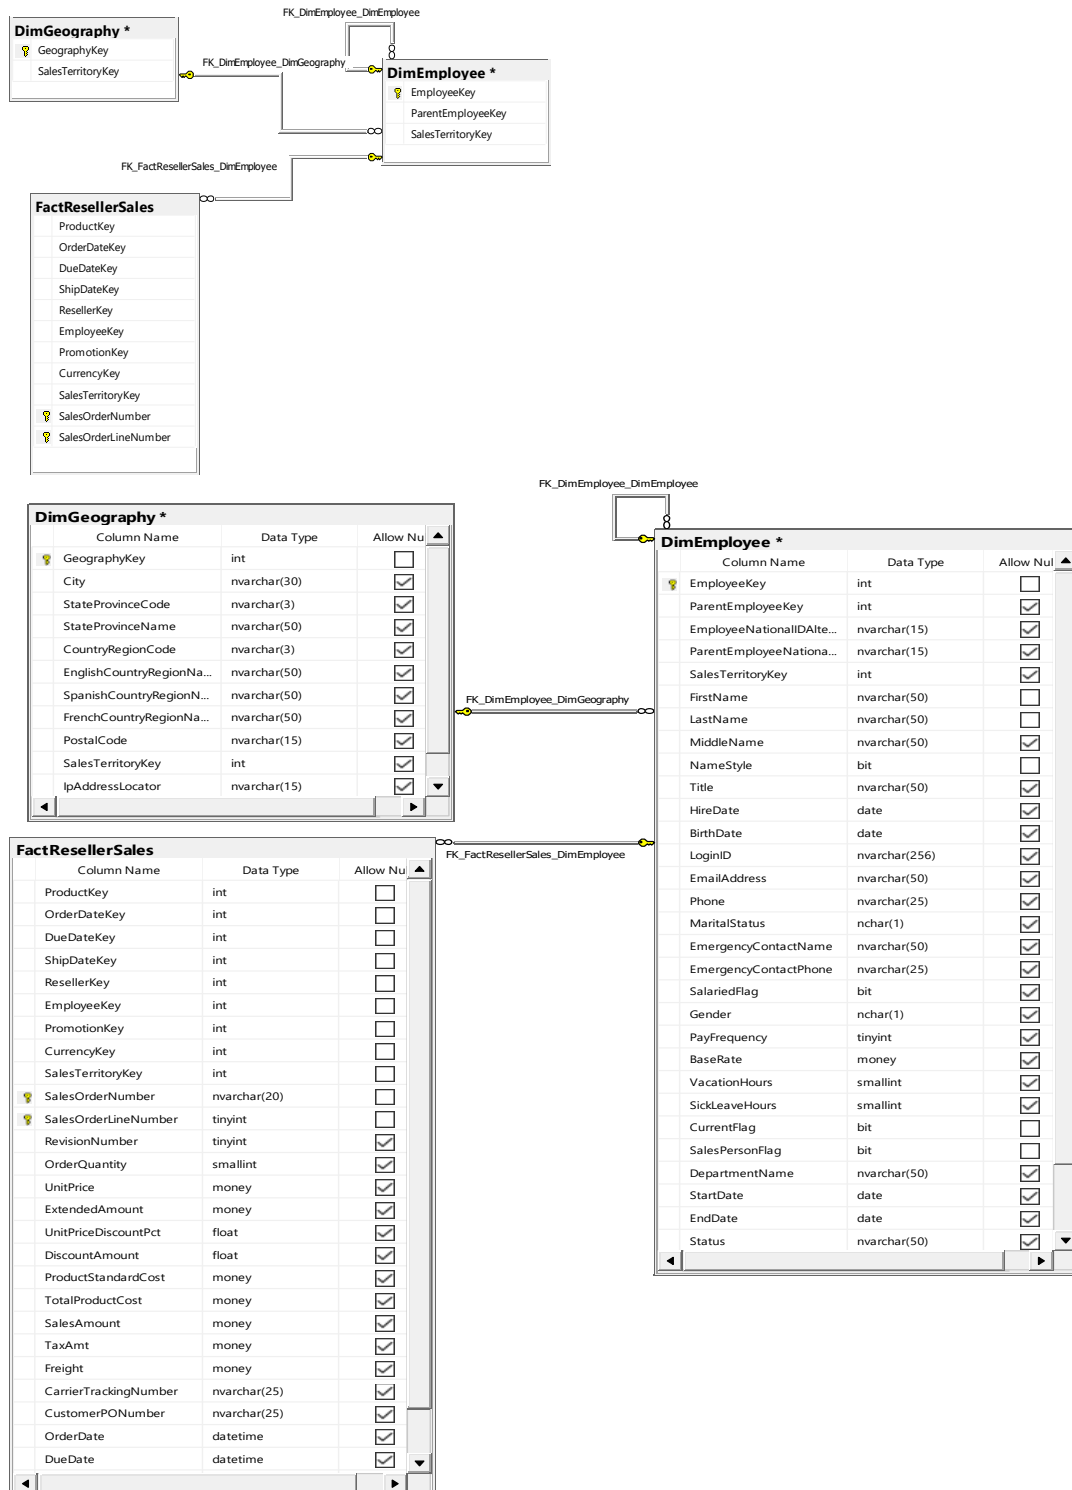 FK_DimEmployee_DimEmployee
DimGeography *
GeographyKey
SalesTerritoryKey
FK_DimEmployee_DimGeography
DimEmployee *
EmployeeKey
ParentEmployeeKey
SalesTerritoryKey
FK_FactResellerSales_DimEmployee
FactResellerSales
ProductKey
OrderDateKey
DueDateKey
ShipDateKey
ResellerKey
EmployeeKey
PromotionKey
CurrencyKey
SalesTerritoryKey
SalesOrderNumber
SalesOrderLineNumber
FK_DimEmployee_DimEmployee
DimGeography *
Column Name Data Type Allow Nu
GeographyKey int
City nvarchar(30)
StateProvinceCode nvarchar(3)
StateProvinceName nvarchar(50)
CountryRegionCode nvarchar(3)
EnglishCountryRegionNa... nvarchar(50)
SpanishCountryRegionN... nvarchar(50)
FrenchCountryRegionNa... nvarchar(50)
PostalCode nvarchar(15)
SalesTerritoryKey int
IpAddressLocator nvarchar(15)
FK_DimEmployee_DimGeography
DimEmployee *
Column Name Data Type Allow Nul
EmployeeKey int
ParentEmployeeKey int
EmployeeNationalIDAlte... nvarchar(15)
ParentEmployeeNationa... nvarchar(15)
SalesTerritoryKey int
FirstName nvarchar(50)
LastName nvarchar(50)
MiddleName nvarchar(50)
NameStyle bit
Title nvarchar(50)
HireDate date
BirthDate date
LoginID nvarchar(256)
EmailAddress nvarchar(50)
Phone nvarchar(25)
MaritalStatus nchar(1)
EmergencyContactName nvarchar(50)
EmergencyContactPhone nvarchar(25)
SalariedFlag bit
Gender nchar(1)
PayFrequency tinyint
BaseRate money
VacationHours smallint
SickLeaveHours smallint
CurrentFlag bit
SalesPersonFlag bit
DepartmentName nvarchar(50)
StartDate date
EndDate date
Status nvarchar(50)
FK_FactResellerSales_DimEmployee
FactResellerSales
Column Name Data Type Allow Nu
ProductKey int
OrderDateKey int
DueDateKey int
ShipDateKey int
ResellerKey int
EmployeeKey int
PromotionKey int
CurrencyKey int
SalesTerritoryKey int
SalesOrderNumber nvarchar(20)
SalesOrderLineNumber tinyint
RevisionNumber tinyint
OrderQuantity smallint
UnitPrice money
ExtendedAmount money
UnitPriceDiscountPct float
DiscountAmount float
ProductStandardCost money
TotalProductCost money
SalesAmount money
TaxAmt money
Freight money
CarrierTrackingNumber nvarchar(25)
CustomerPONumber nvarchar(25)
OrderDate datetime
DueDate datetime